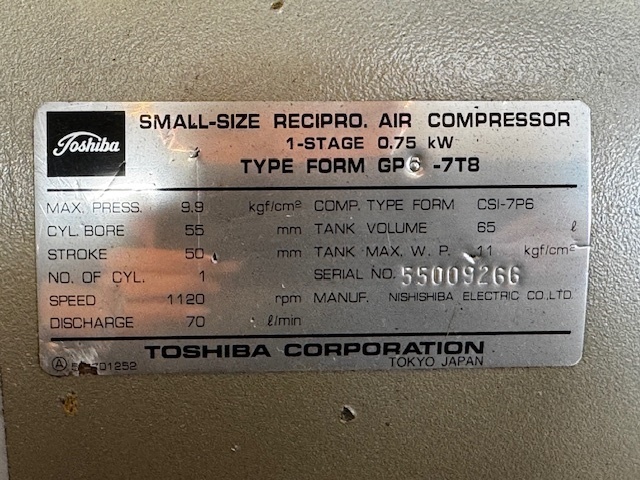 Toshiba
SMALL-SIZE RECIPRO. AIR COMPRESSOR
1-STAGE 0.75 kW
TYPE FORM GP6 -7T8
MAX. PRESS. 9.9 kgf/cm² COMP. TYPE FORM CSI-7P6
CYL. BORE 55 mm TANK VOLUME 65 ℓ
STROKE 50 mm TANK MAX. W. P. 11 kgf/cm²
NO. OF CYL. 1 SERIAL NO. 55009266
SPEED 1120 rpm MANUF. NISHISHIBA ELECTRIC CO., LTD
DISCHARGE 70 ℓ/min
TOSHIBA CORPORATION
TOKYO JAPAN